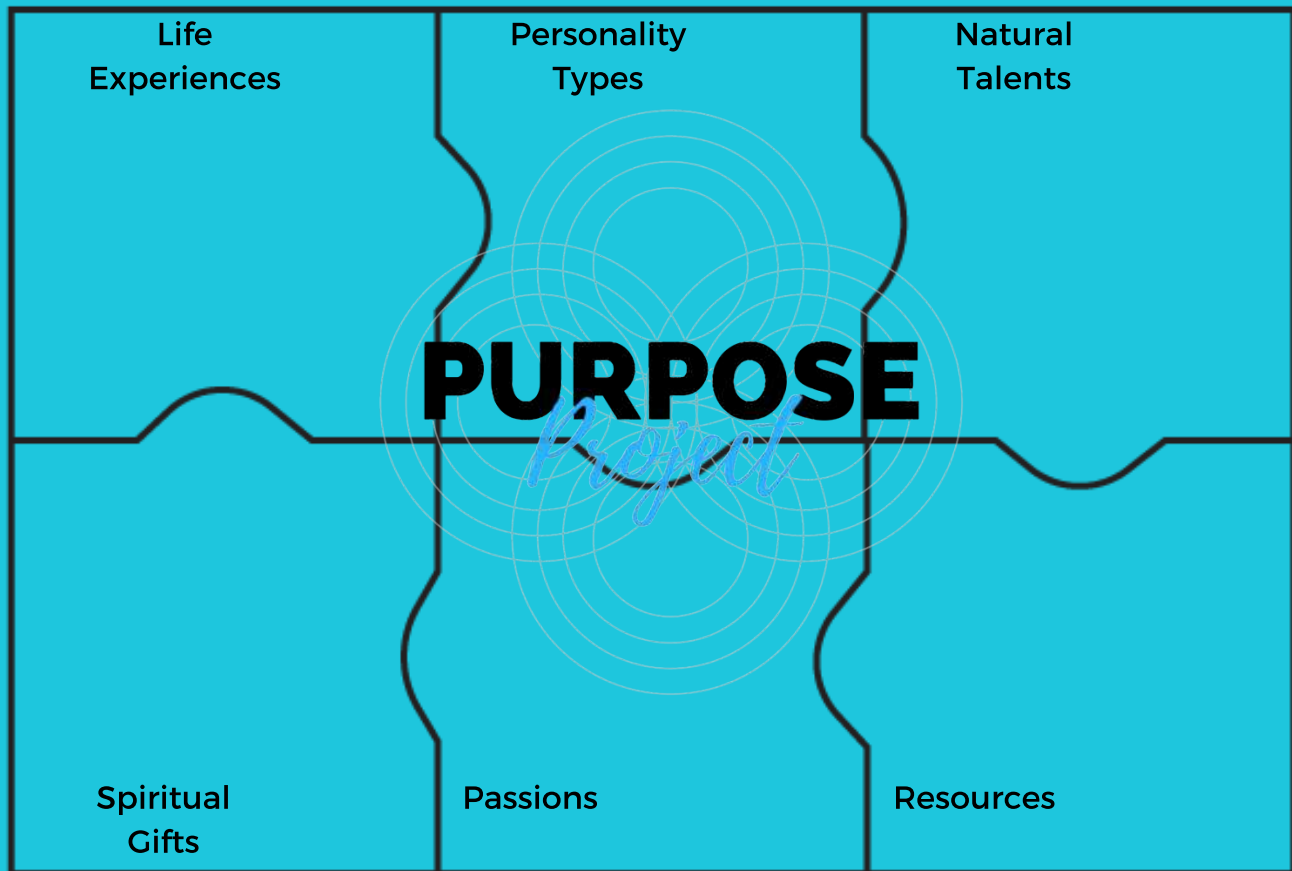 Life
Experiences
Personality
Types
Natural
Talents
PURPOSE
Project
Spiritual
Gifts
Passions
Resources